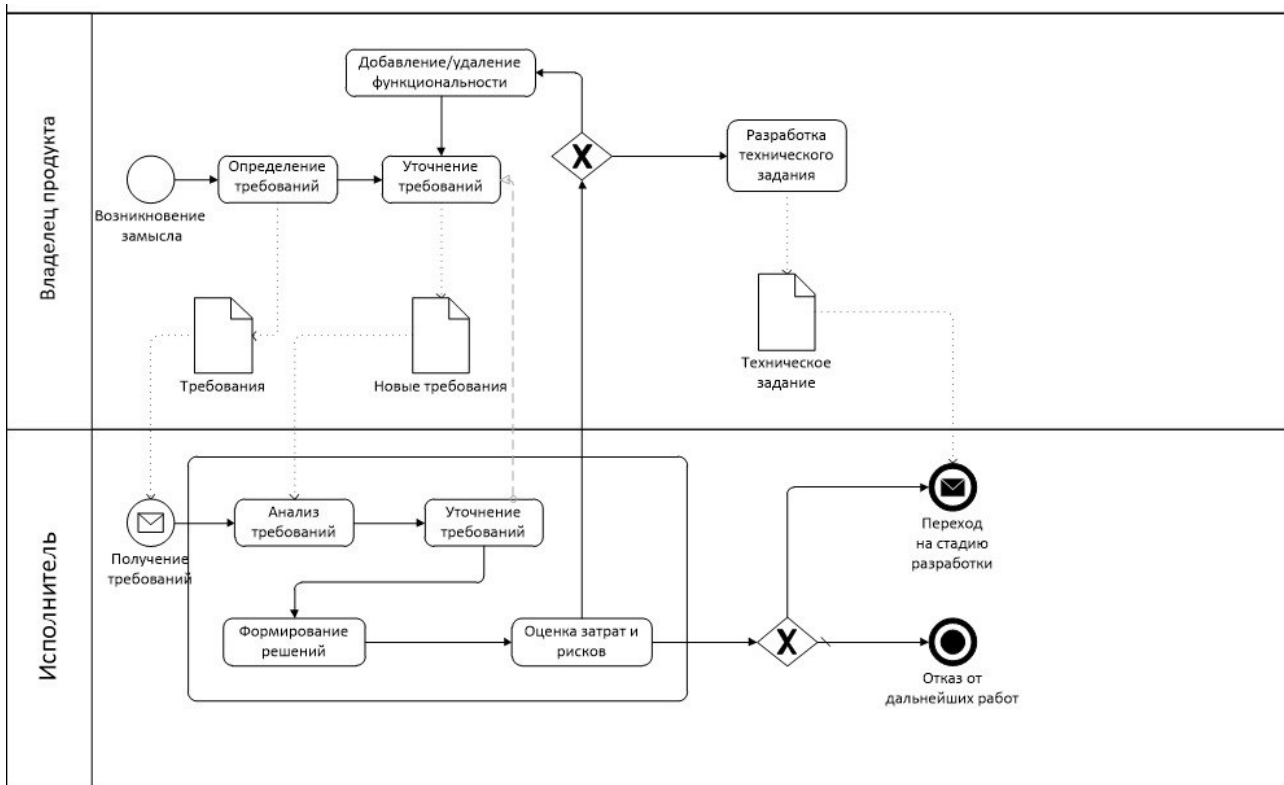 Владелец продукта
Добавление/удаление
функциональности
Определение
требований
Уточнение
требований
Разработка
технического
задания
Возникновение
замысла
X
Требования
Новые требования
Техническое
задание
Исполнитель
Получение
требований
Анализ
требований
Уточнение
требований
Формирование
решений
Оценка затрат и
рисков
X
Переход
на стадию
разработки
Отказ от
дальнейших работ